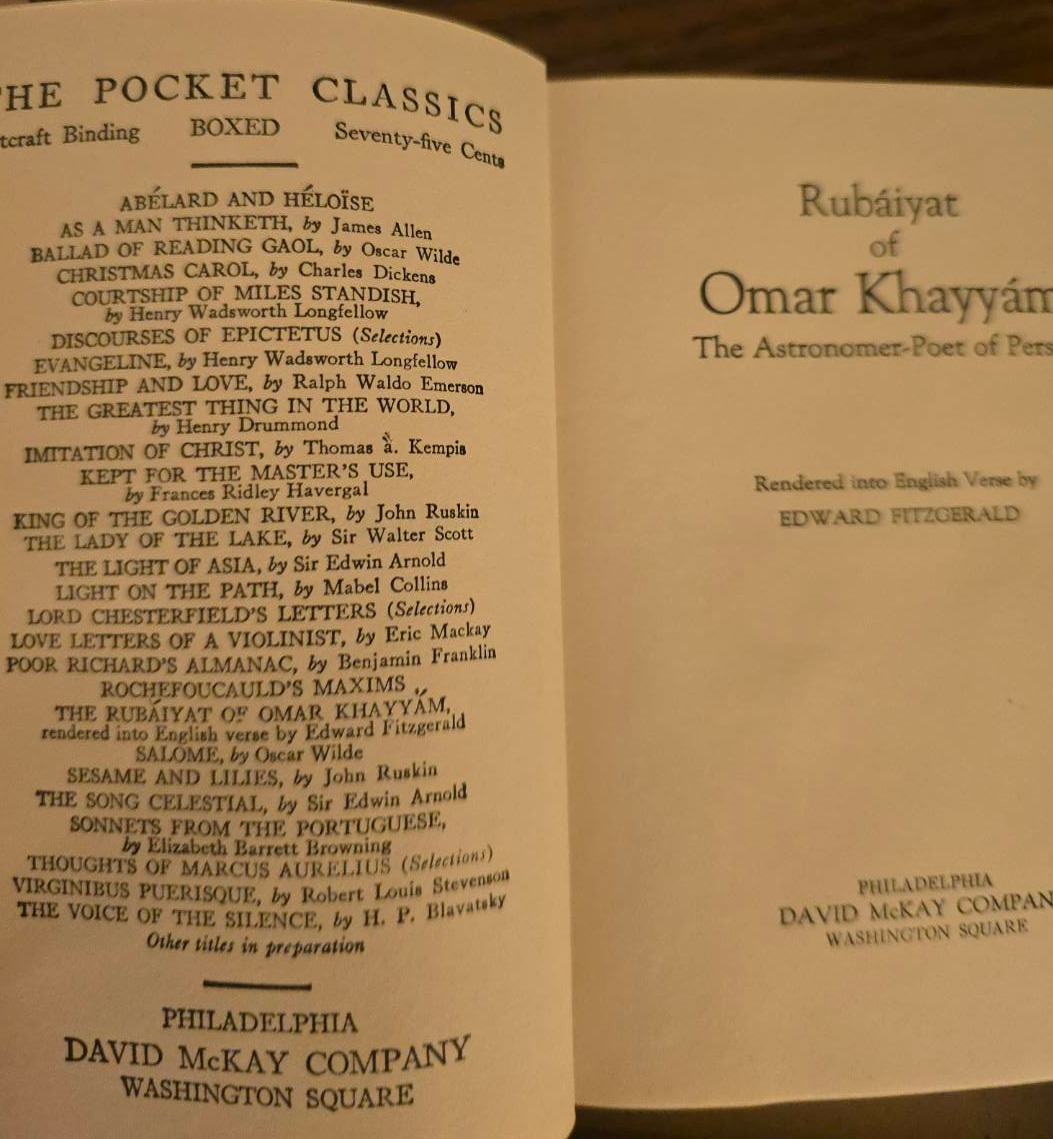 THE POCKET CLASSICS
tcraft Binding BOXED Seventy-five Cents
ABÉLARD AND HÉLOÏSE
AS A MAN THINKETH, by James Allen
BALLAD OF READING GAOL, by Oscar Wilde
CHRISTMAS CAROL, by Charles Dickens
COURTSHIP OF MILES STANDISH,
by Henry Wadsworth Longfellow
DISCOURSES OF EPICTETUS (Selections)
EVANGELINE, by Henry Wadsworth Longfellow
FRIENDSHIP AND LOVE, by Ralph Waldo Emerson
THE GREATEST THING IN THE WORLD,
by Henry Drummond
IMITATION OF CHRIST, by Thomas à. Kempis
KEPT FOR THE MASTER'S USE,
by Frances Ridley Havergal
KING OF THE GOLDEN RIVER, by John Ruskin
THE LADY OF THE LAKE, by Sir Walter Scott
THE LIGHT OF ASIA, by Sir Edwin Arnold
LIGHT ON THE PATH, by Mabel Collins
LORD CHESTERFIELD'S LETTERS (Selections)
LOVE LETTERS OF A VIOLINIST, by Eric Mackay
POOR RICHARD'S ALMANAC, by Benjamin Franklin
ROCHEFOUCAULD'S MAXIMS
THE RUBÁIYAT OF OMAR KHAYYÁM,
rendered into English verse by Edward Fitzgerald
SALOME, by Oscar Wilde
SESAME AND LILIES, by John Ruskin
THE SONG CELESTIAL, by Sir Edwin Arnold
SONNETS FROM THE PORTUGUESE,
by Elizabeth Barrett Browning
THOUGHTS OF MARCUS AURELIUS (Selections)
VIRGINIBUS PUERISQUE, by Robert Louis Stevenson
THE VOICE OF THE SILENCE, by H. P. Blavatsky
Other titles in preparation
PHILADELPHIA
DAVID McKAY COMPANY
WASHINGTON SQUARE
Rubáiyat
of
Omar Khayyám
The Astronomer-Poet of Pers
Rendered into English Verse by
EDWARD FITZGERALD
PHILADELPHIA
DAVID McKAY COMPAN
WASHINGTON SQUARE